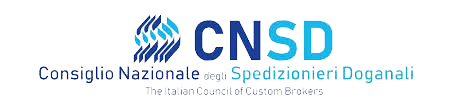 CNSD
Consiglio Nazionale degli Spedizionieri Doganali
The Italian Council of Custom Brokers